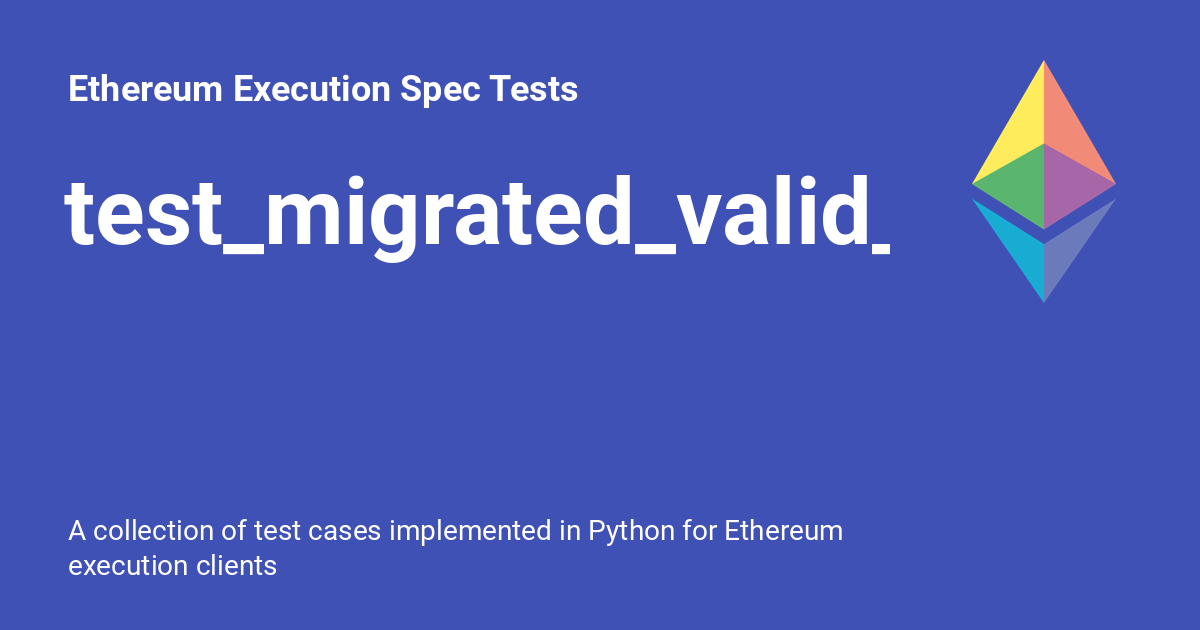 Ethereum Execution Spec Tests
test_migrated_valid_
A collection of test cases implemented in Python for Ethereum
execution clients